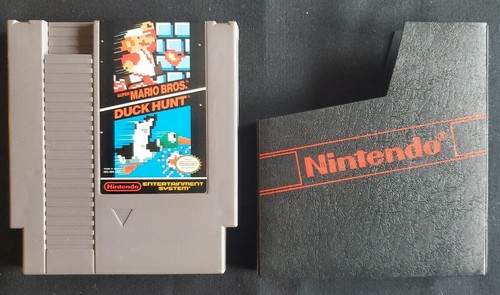 SUPER
MARIO BROS.
DUCK HUNT
Nintendo
ENTERTAINMENT
SYSTEM
Nintendo®